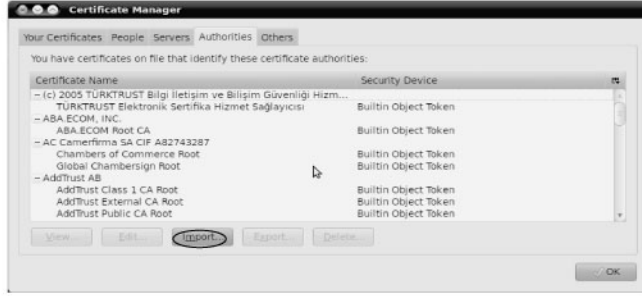 Certificate Manager
Your Certificates People Servers Authorities Others
You have certificates on file that identify these certificate authorities:
Certificate Name Security Device
– (c) 2005 TÜRKTRUST Bilgi İletişim ve Bilişim Güvenliği Hizm...
TÜRKTRUST Elektronik Sertifika Hizmet Sağlayıcısı Builtin Object Token
– ABA.ECOM, INC.
ABA.ECOM Root CA Builtin Object Token
– AC Camerfirma SA CIF A82743287
Chambers of Commerce Root Builtin Object Token
Global Chambersign Root Builtin Object Token
– AddTrust AB
AddTrust Class 1 CA Root Builtin Object Token
AddTrust External CA Root Builtin Object Token
AddTrust Public CA Root Builtin Object Token
View... Edit... Import... Export... Delete...
OK